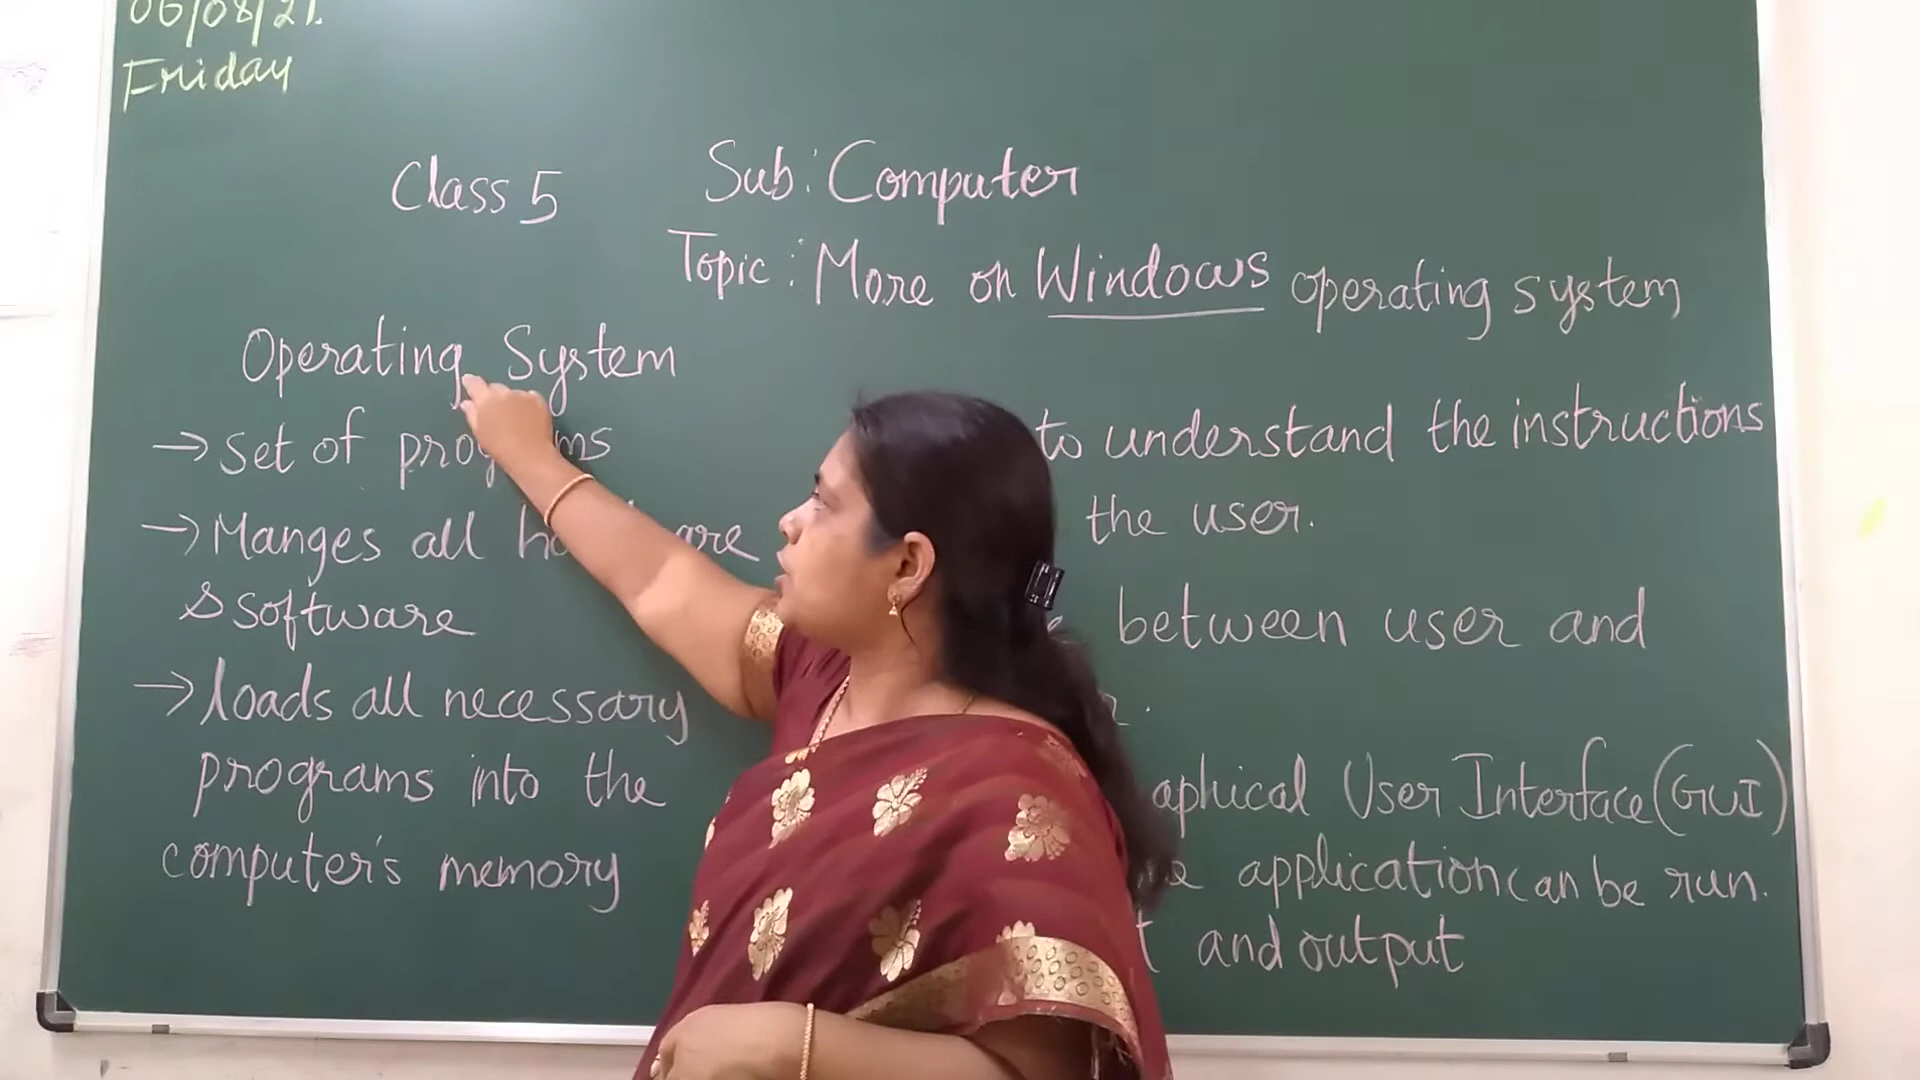 06/08/21.
Friday
Class 5
Sub: Computer
Topic: More on Windows operating system
Operating System
→ set of
→ Manges all
& software
→ loads all necessary
programs into the
computer's memory
to understand the instructions
the user.
between user and
User Interface (GUI)
application can be run.
and output